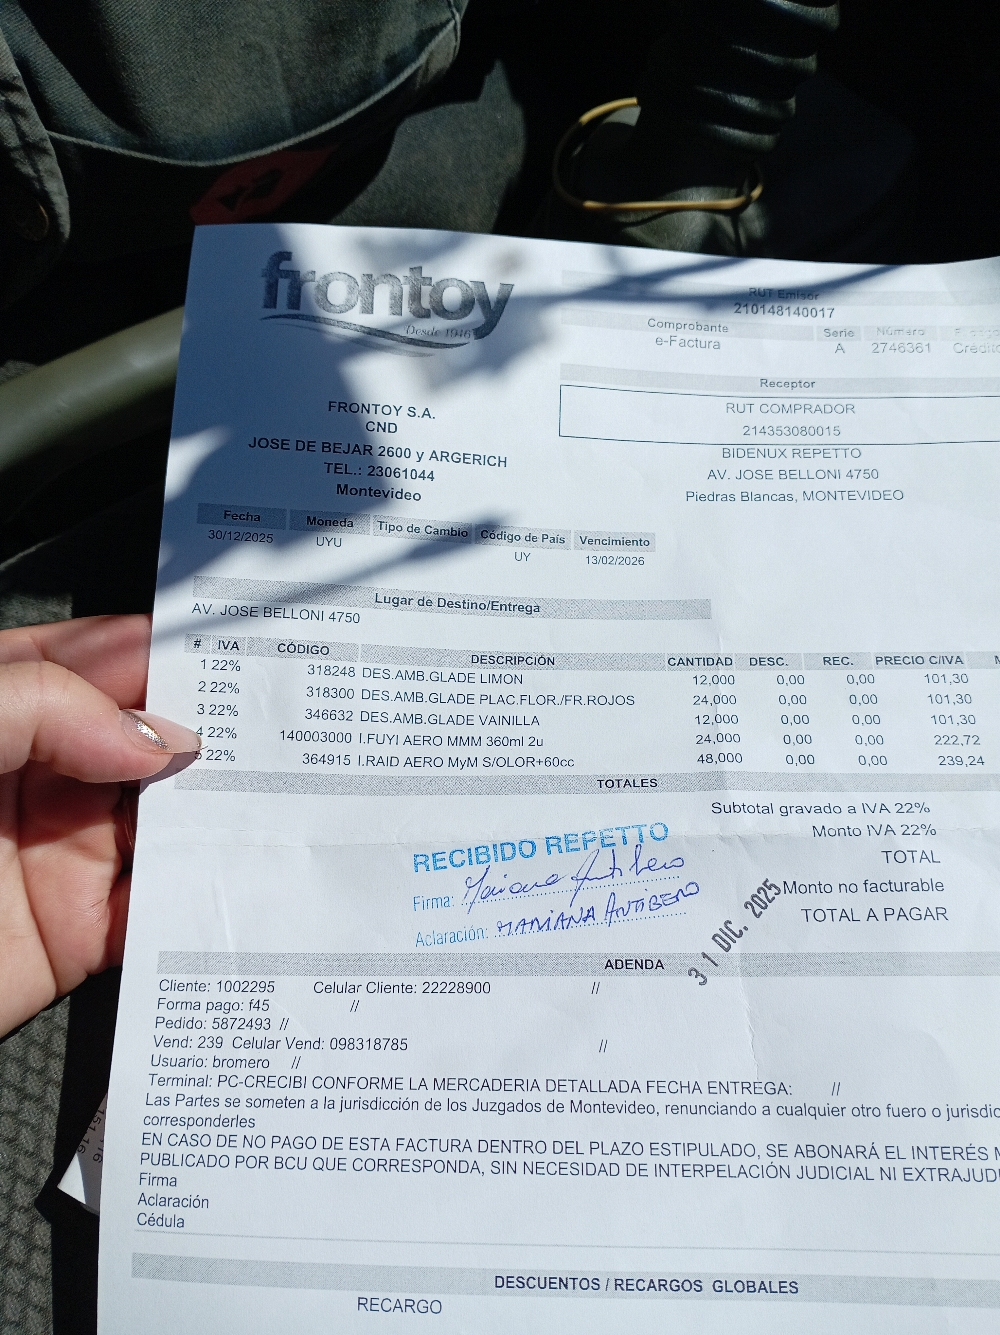 frontoy
Desde 1946
RUT Emisor
210148140017
Comprobante Serie Número
e-Factura A 2746361 Crédito
Receptor
RUT COMPRADOR
214353080015
BIDENUX REPETTO
AV. JOSE BELLONI 4750
Piedras Blancas, MONTEVIDEO
FRONTOY S.A.
CND
JOSE DE BEJAR 2600 y ARGERICH
TEL.: 23061044
Montevideo
Fecha Moneda Tipo de Cambio Código de País Vencimiento
30/12/2025 UYU UY 13/02/2026
Lugar de Destino/Entrega
AV. JOSE BELLONI 4750
# IVA CÓDIGO DESCRIPCIÓN CANTIDAD DESC. REC. PRECIO C/IVA M
1 22% 318248 DES.AMB.GLADE LIMON 12,000 0,00 0,00 101,30
2 22% 318300 DES.AMB.GLADE PLAC.FLOR./FR.ROJOS 24,000 0,00 0,00 101,30
3 22% 346632 DES.AMB.GLADE VAINILLA 12,000 0,00 0,00 101,30
4 22% 140003000 I.FUYI AERO MMM 360ml 2u 24,000 0,00 0,00 222,72
5 22% 364915 I.RAID AERO MyM S/OLOR+60cc 48,000 0,00 0,00 239,24
TOTALES
Subtotal gravado a IVA 22%
Monto IVA 22%
TOTAL
Monto no facturable
TOTAL A PAGAR
RECIBIDO REPETTO
Firma: Mariana Antibero
Aclaración: MARIANA ANTIBERO
31 DIC. 2025
ADENDA
Cliente: 1002295 Celular Cliente: 22228900 //
Forma pago: f45 //
Pedido: 5872493 //
Vend: 239 Celular Vend: 098318785 //
Usuario: bromero //
Terminal: PC-CRECIBI CONFORME LA MERCADERIA DETALLADA FECHA ENTREGA: //
Las Partes se someten a la jurisdicción de los Juzgados de Montevideo, renunciando a cualquier otro fuero o jurisdic
corresponderles
EN CASO DE NO PAGO DE ESTA FACTURA DENTRO DEL PLAZO ESTIPULADO, SE ABONARÁ EL INTERÉS M
PUBLICADO POR BCU QUE CORRESPONDA, SIN NECESIDAD DE INTERPELACIÓN JUDICIAL NI EXTRAJUD
Firma
Aclaración
Cédula
DESCUENTOS / RECARGOS GLOBALES
RECARGO